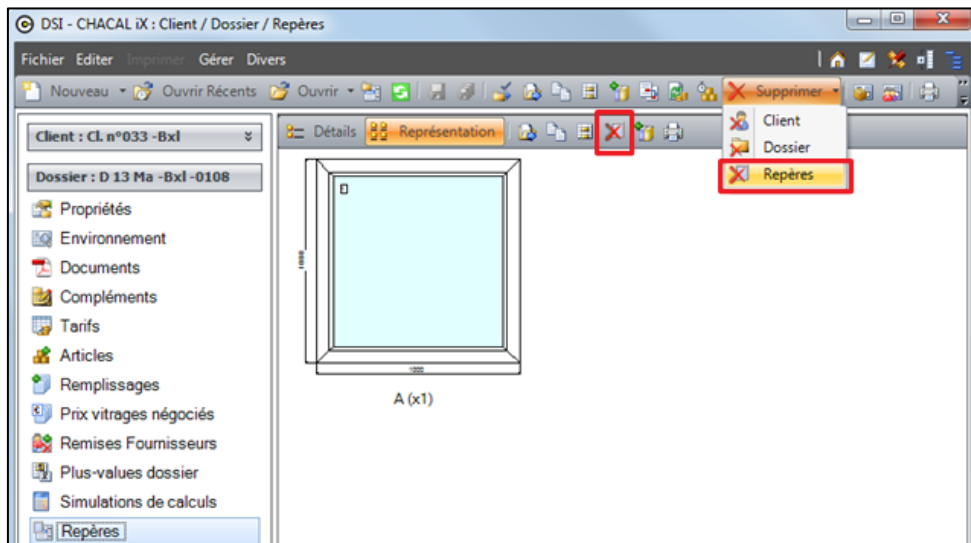 DSI - CHACAL iX : Client / Dossier / Repères
Fichier Editer Imprimer Gérer Divers
Nouveau Ouvrir Récents Ouvrir Supprimer
Client : Cl. n°033 -Bxl
Détails Représentation
Client
Dossier
Repères
Dossier : D 13 Ma -Bxl -0108
Propriétés
Environnement
Documents
Compléments
Tarifs
Articles
Remplissages
Prix vitrages négociés
Remises Fournisseurs
Plus-values dossier
Simulations de calculs
Repères
1000
1000
A (x1)